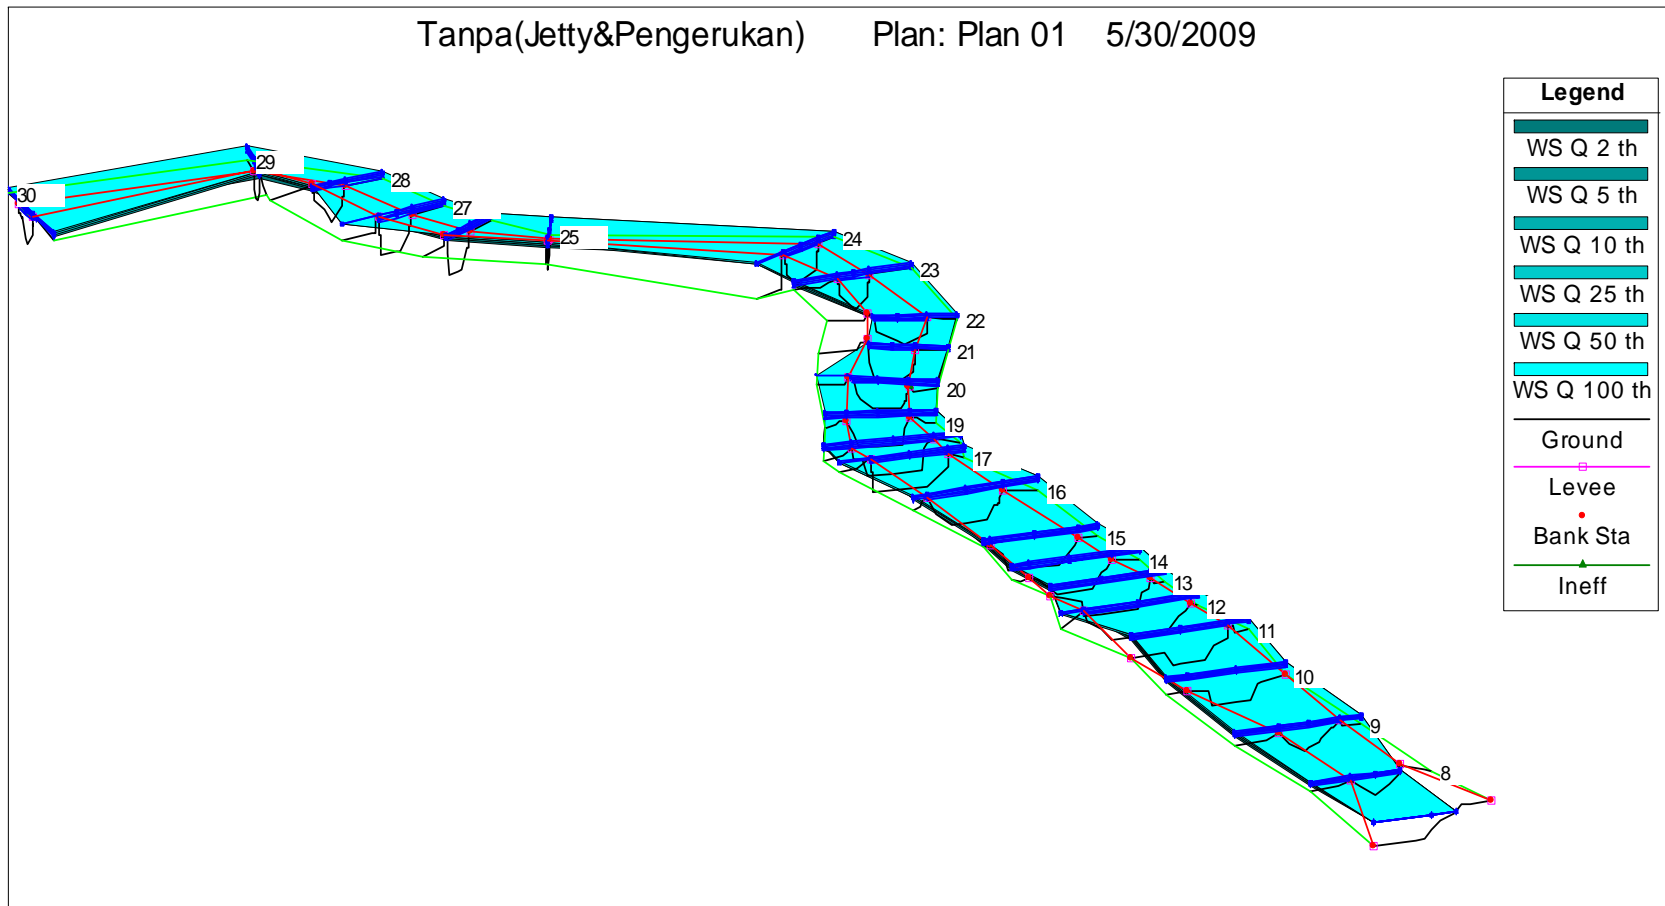 Tanpa(Jetty&Pengerukan) Plan: Plan 01 5/30/2009
Legend
WS Q 2 th
WS Q 5 th
WS Q 10 th
WS Q 25 th
WS Q 50 th
WS Q 100 th
Ground
Levee
Bank Sta
Ineff
30
29
28
27
25
24
23
22
21
20
19
17
16
15
14
13
12
11
10
9
8